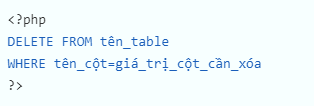 <?php
DELETE FROM tên_table
WHERE tên_cột=giá_trị_cột_cần_xóa
?>